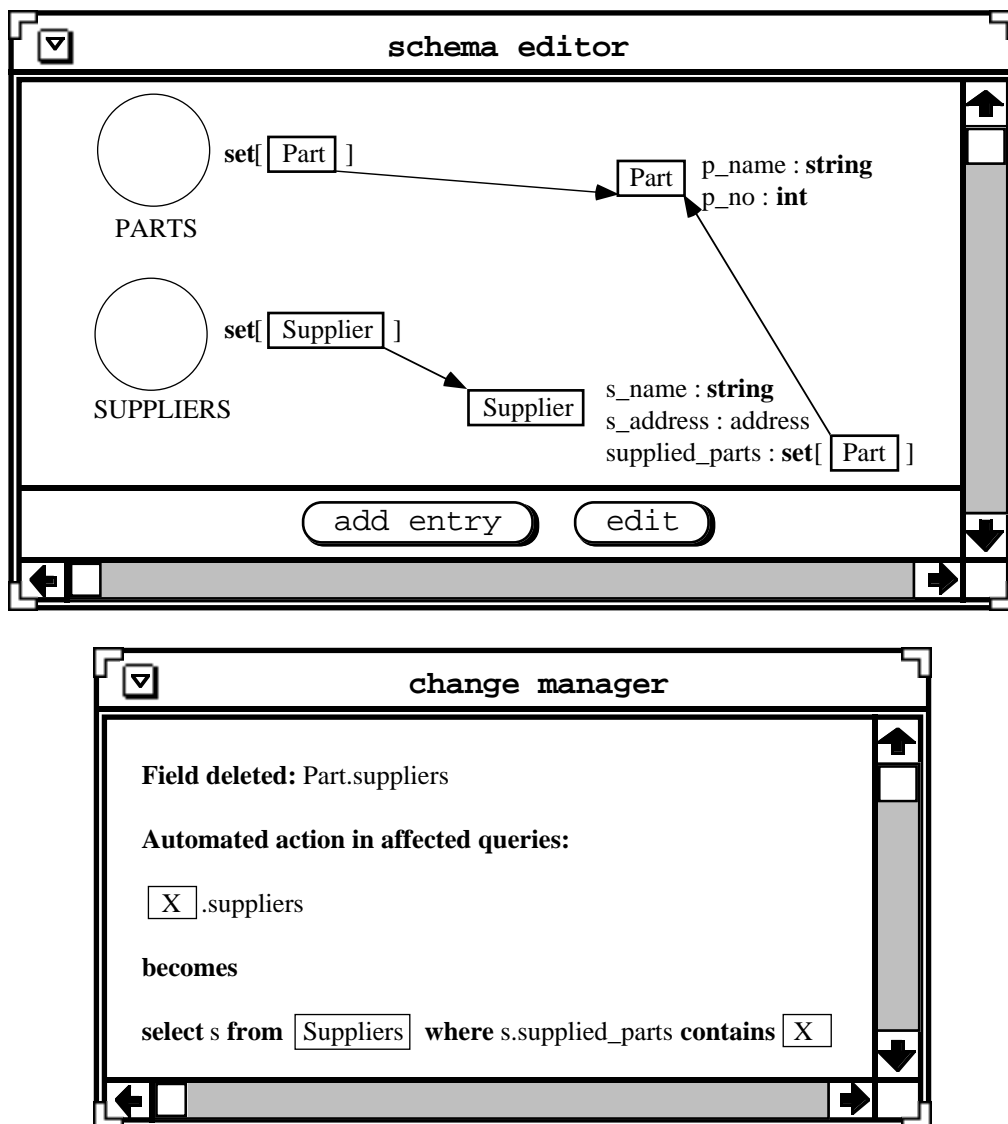 schema editor
set[ Part ]
Part
p_name : string
p_no : int
PARTS
set[ Supplier ]
SUPPLIERS
Supplier
s_name : string
s_address : address
supplied_parts : set[ Part ]
add entry
edit
change manager
Field deleted: Part.suppliers
Automated action in affected queries:
X .suppliers
becomes
select s from Suppliers where s.supplied_parts contains X